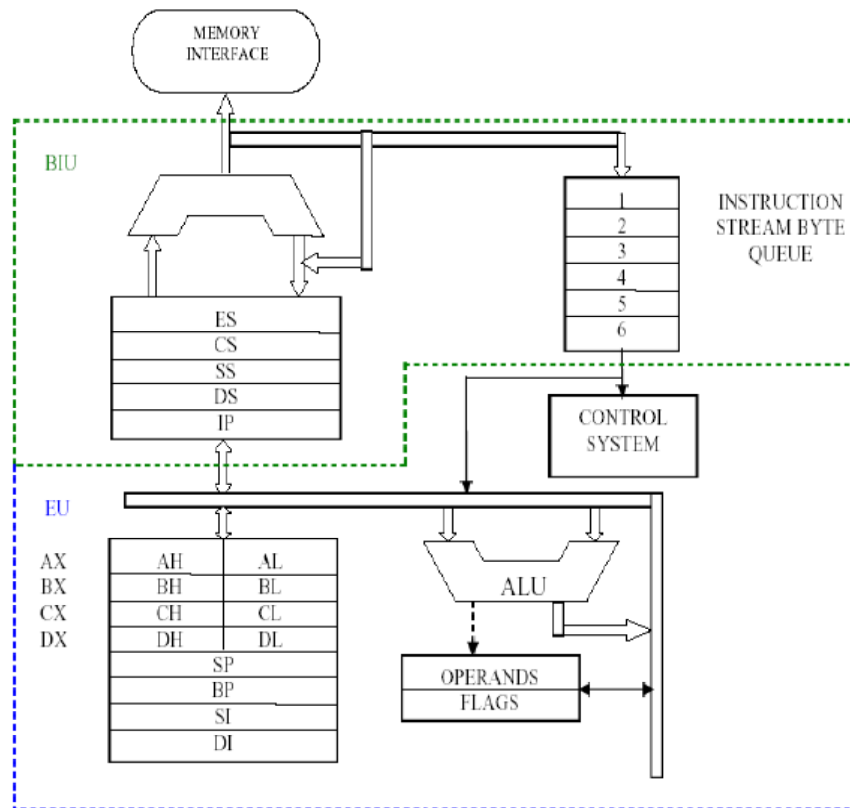 MEMORY
INTERFACE
BIU
1
2
3
4
5
6
INSTRUCTION
STREAM BYTE
QUEUE
ES
CS
SS
DS
IP
CONTROL
SYSTEM
EU
AX AH AL
BX BH BL
CX CH CL
DX DH DL
SP
BP
SI
DI
ALU
OPERANDS
FLAGS